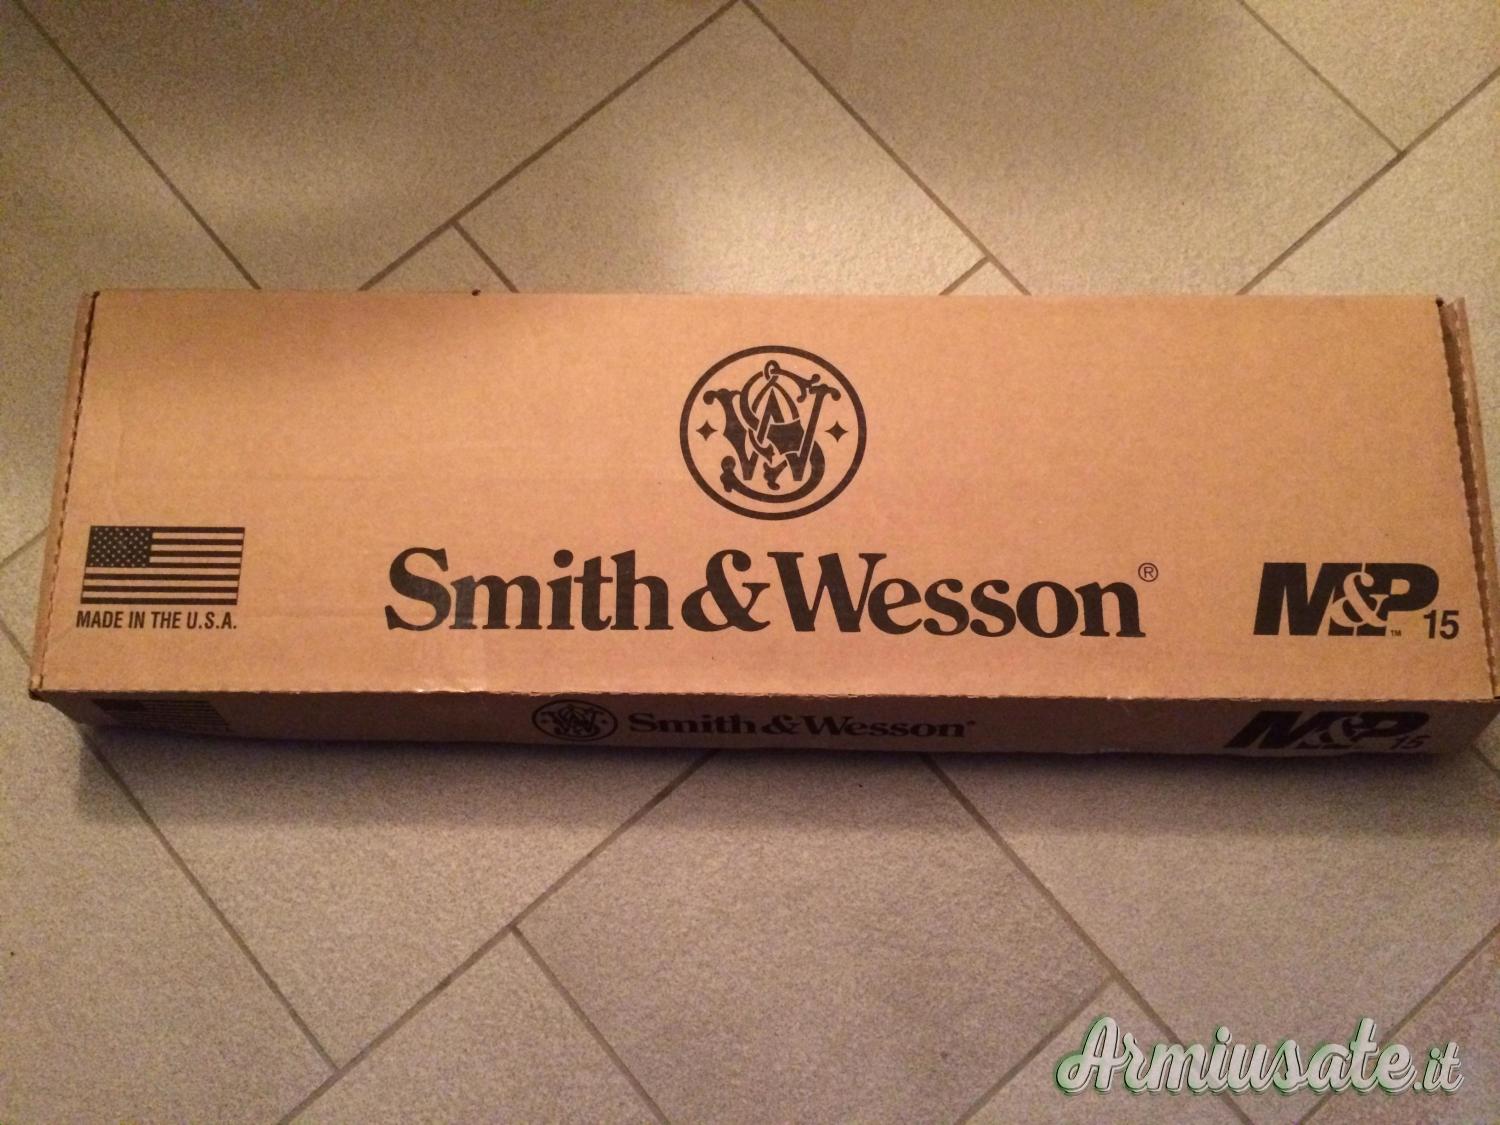 MADE IN THE U.S.A.
Smith & Wesson®
M&P™ 15
Smith & Wesson®
M&P 15
Armiusate.it